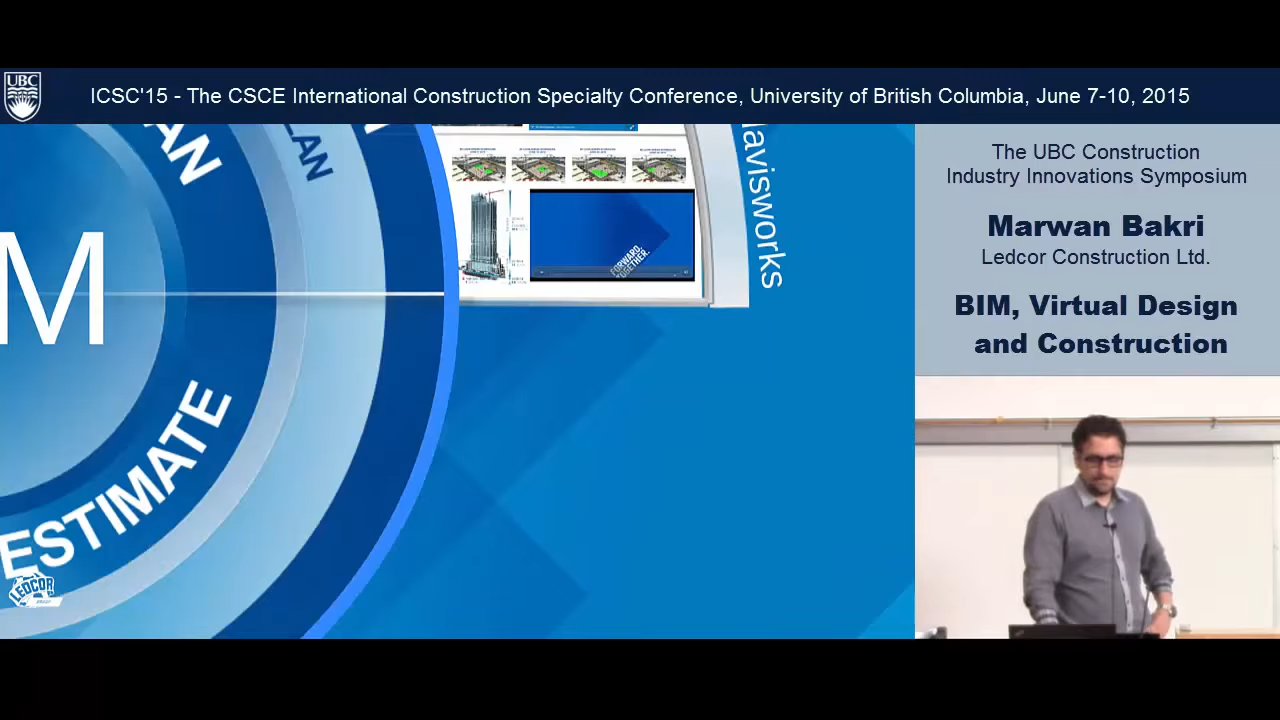 UBC
ICSC'15 - The CSCE International Construction Specialty Conference, University of British Columbia, June 7-10, 2015
The UBC Construction
Industry Innovations Symposium
Marwan Bakri
Ledcor Construction Ltd.
BIM, Virtual Design
and Construction
AN
LAN
M
ESTIMATE
avisworks
FORWARD.
TOGETHER.
LEDCOR